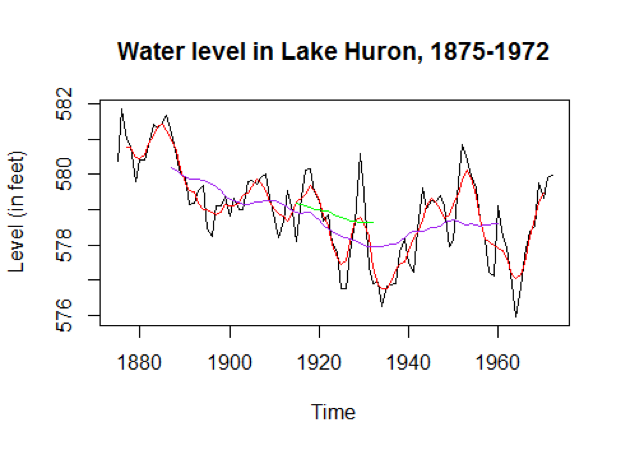 Water level in Lake Huron, 1875-1972
Level (in feet)
582
580
578
576
1880 1900 1920 1940 1960
Time